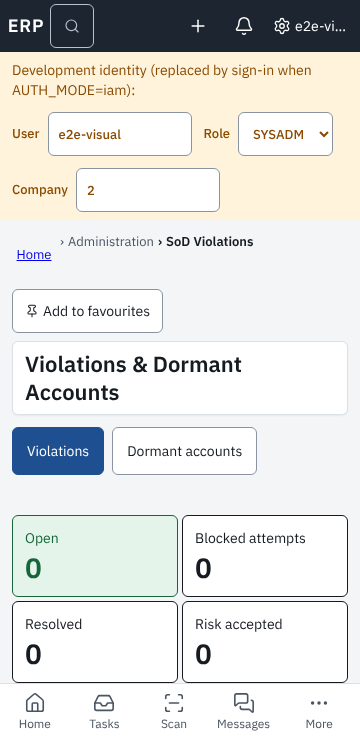 ERP
e2e-vi...
Development identity (replaced by sign-in when
AUTH_MODE=iam):
User e2e-visual Role SYSADM
Company 2
Home › Administration › SoD Violations
Add to favourites
Violations & Dormant
Accounts
Violations Dormant accounts
Open Blocked attempts
0 0
Resolved Risk accepted
0 0
Home Tasks Scan Messages More